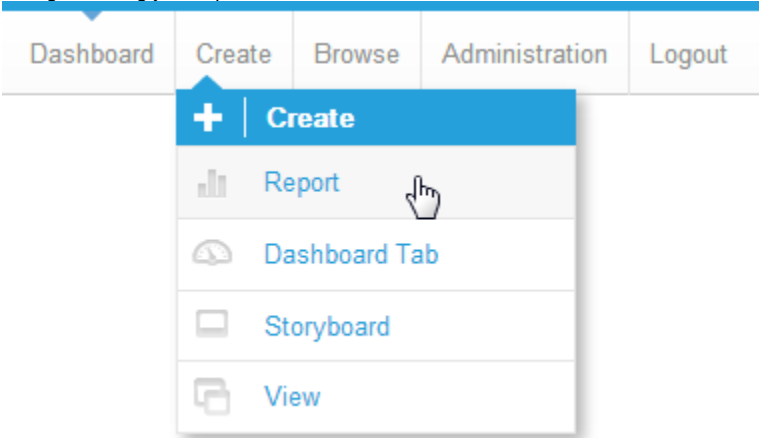 Dashboard Create Browse Administration Logout
Create
Report
Dashboard Tab
Storyboard
View